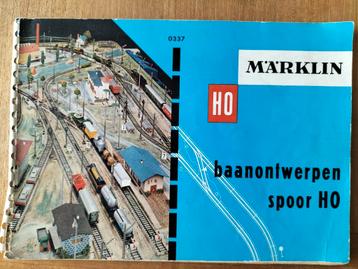 0337
MÄRKLIN
HO
baanontwerpen
spoor HO